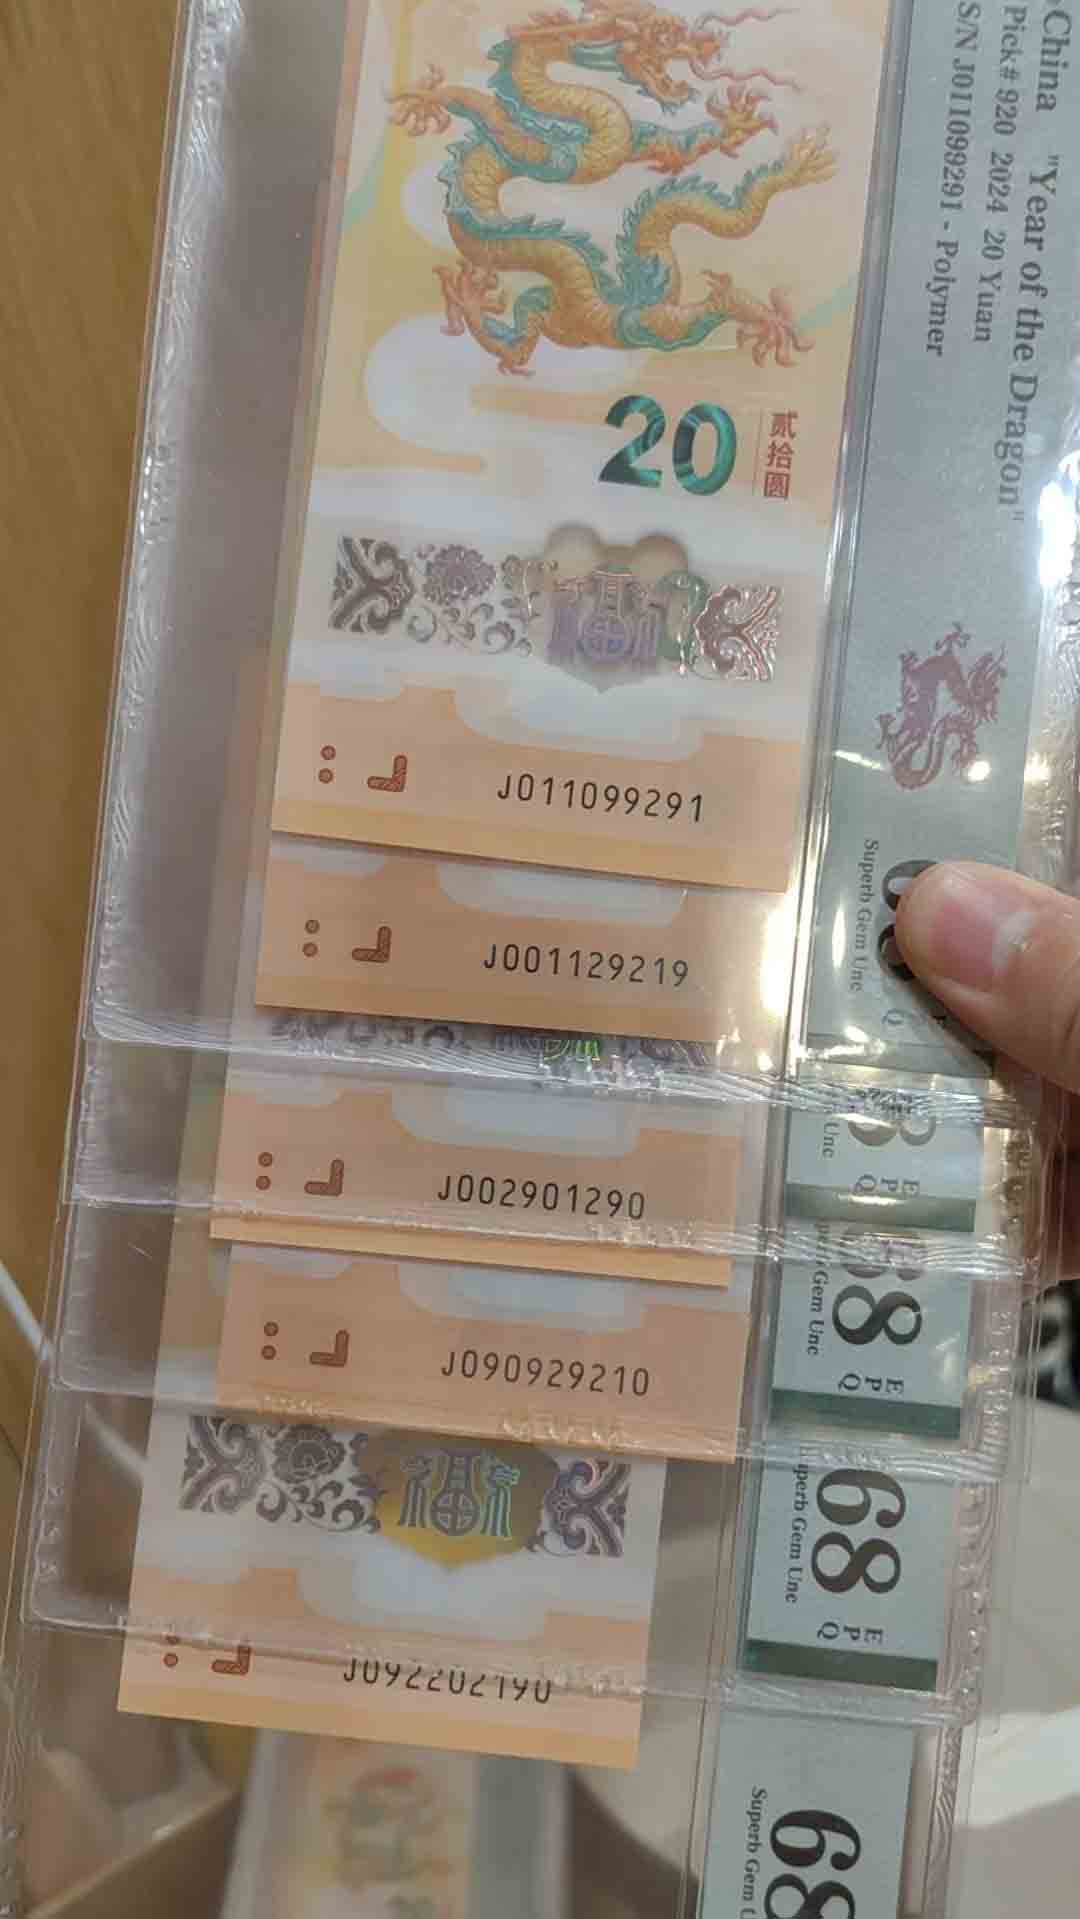 China "Year of the Dragon"
Pick# 920 2024 20 Yuan
S/N J011099291 - Polymer
Superb Gem Unc
20
贰拾圆
J011099291
J001129219
J002901290
J090929210
J092202190
Unc
EPQ
68
Gem Unc
EPQ
68
Superb Gem Unc
EPQ
68
Superb Gem